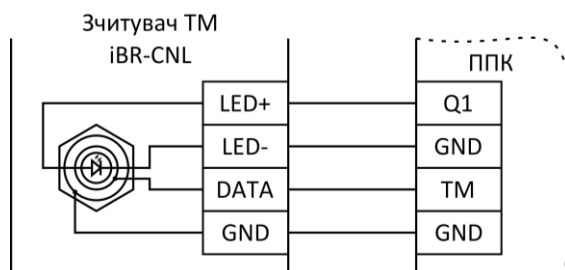 Зчитувач ТМ
iBR-CNL
ППК
LED+
Q1
LED-
GND
DATA
TM
GND
GND